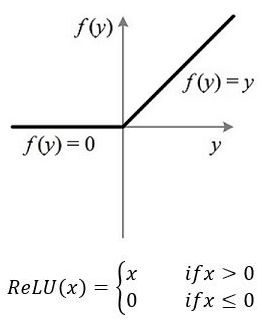 f(y)
f(y) = y
f(y) = 0
y
ReLU(x) = {x if x > 0
0 if x ≤ 0